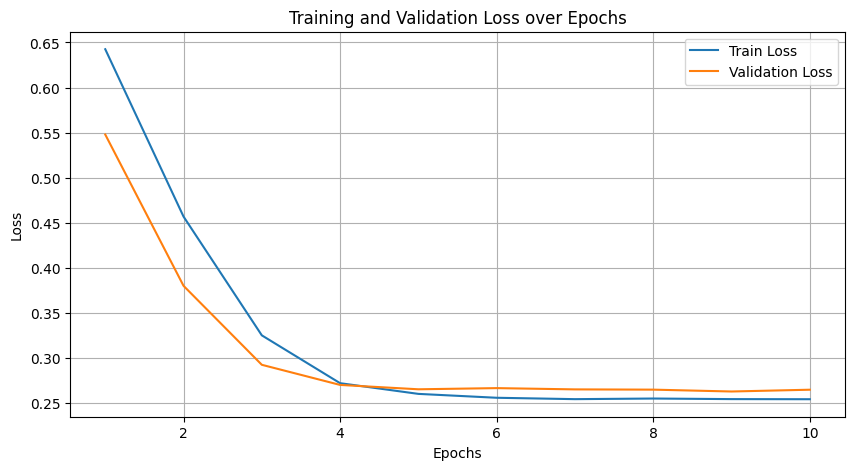 Training and Validation Loss over Epochs
Train Loss
Validation Loss
0.65
0.60
0.55
0.50
0.45
0.40
0.35
0.30
0.25
Loss
2
4
6
8
10
Epochs